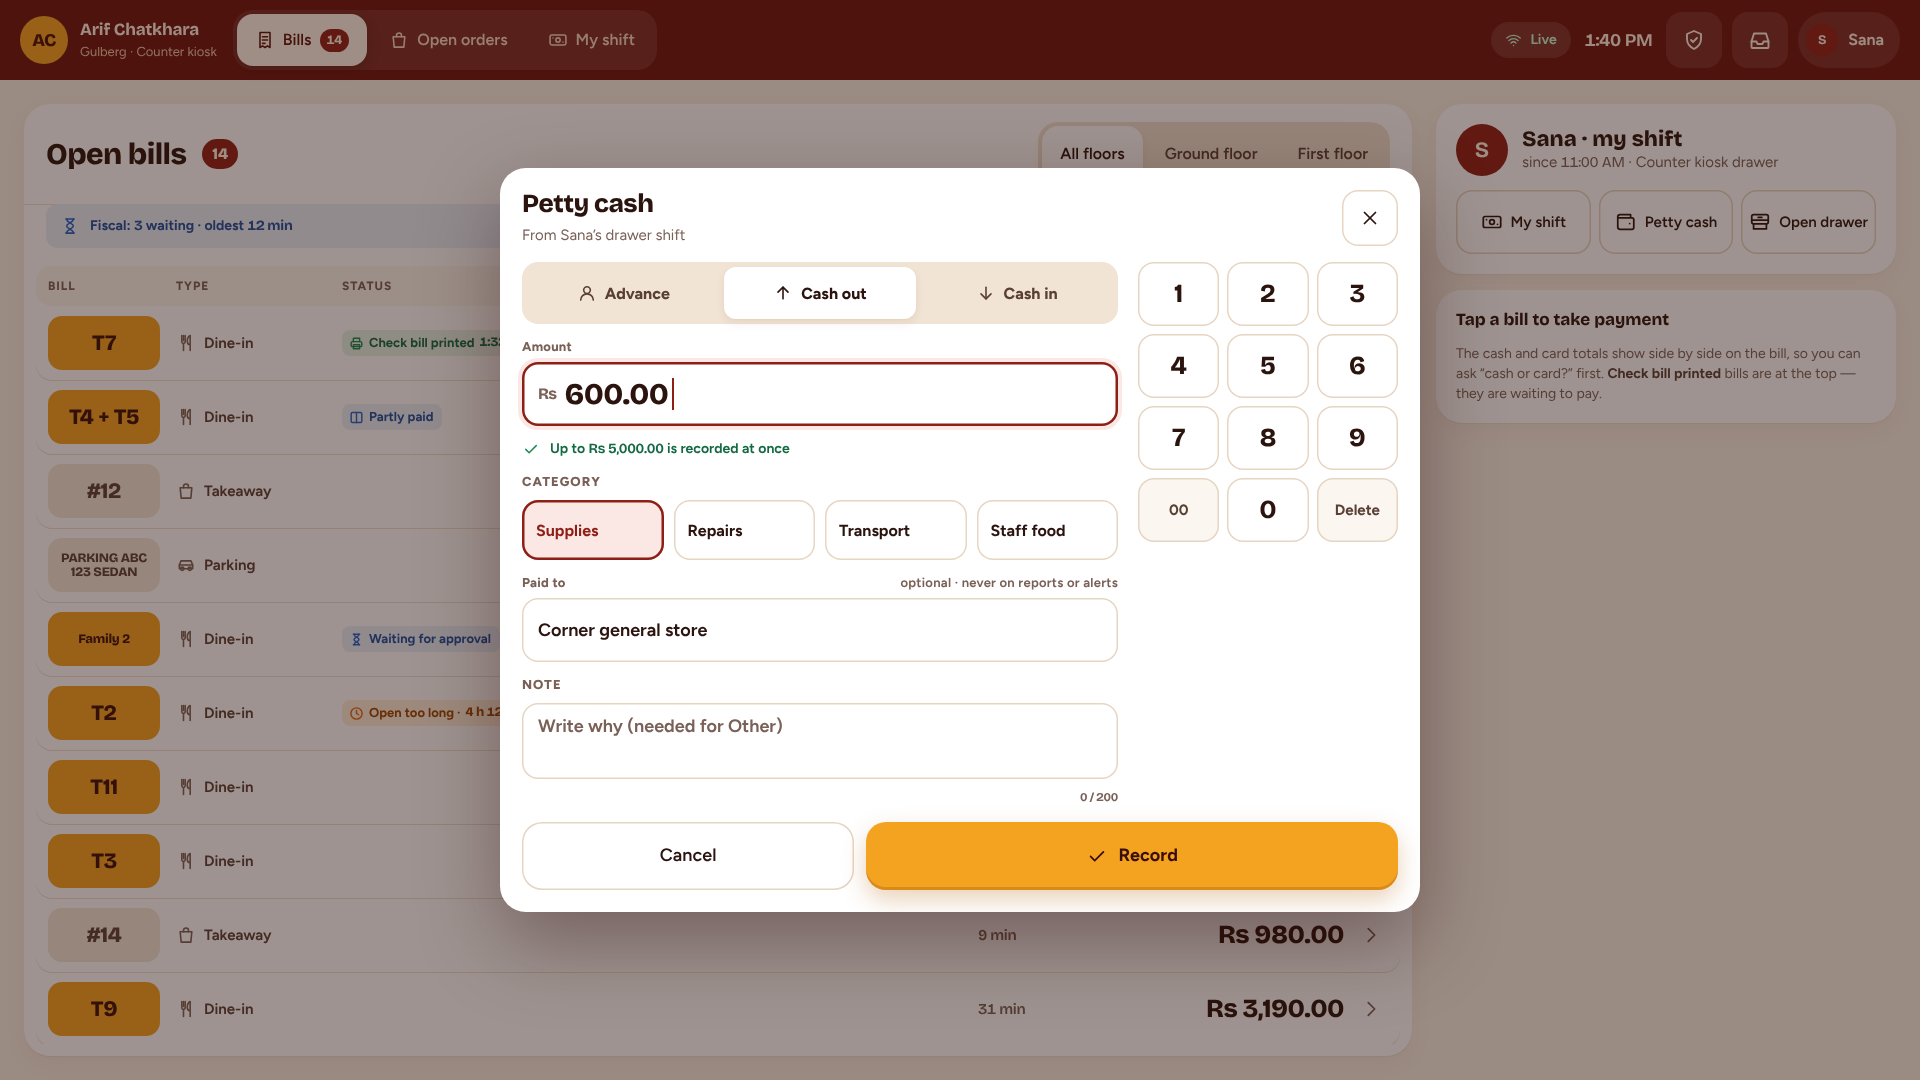 AC
Arif Chatkhara
Gulberg · Counter kiosk
Bills 14
Open orders
My shift
Live
1:40 PM
S
Sana
Open bills 14
All floors
Ground floor
First floor
Fiscal: 3 waiting · oldest 12 min
BILL
TYPE
STATUS
T7
Dine-in
Check bill printed
T4 + T5
Dine-in
Partly paid
#12
Takeaway
PARKING ABC
123 SEDAN
Parking
Family 2
Dine-in
Waiting for approval
T2
Dine-in
Open too long · 4 h 12
T11
Dine-in
T3
Dine-in
#14
Takeaway
9 min
Rs 980.00
T9
Dine-in
31 min
Rs 3,190.00
Petty cash
From Sana's drawer shift
Advance
Cash out
Cash in
Amount
Rs 600.00
Up to Rs 5,000.00 is recorded at once
CATEGORY
Supplies
Repairs
Transport
Staff food
Paid to
optional · never on reports or alerts
Corner general store
NOTE
Write why (needed for Other)
0 / 200
Cancel
Record
1
2
3
4
5
6
7
8
9
00
0
Delete
S
Sana · my shift
since 11:00 AM · Counter kiosk drawer
My shift
Petty cash
Open drawer
Tap a bill to take payment
The cash and card totals show side by side on the bill, so you can
ask “cash or card?” first. Check bill printed bills are at the top —
they are waiting to pay.